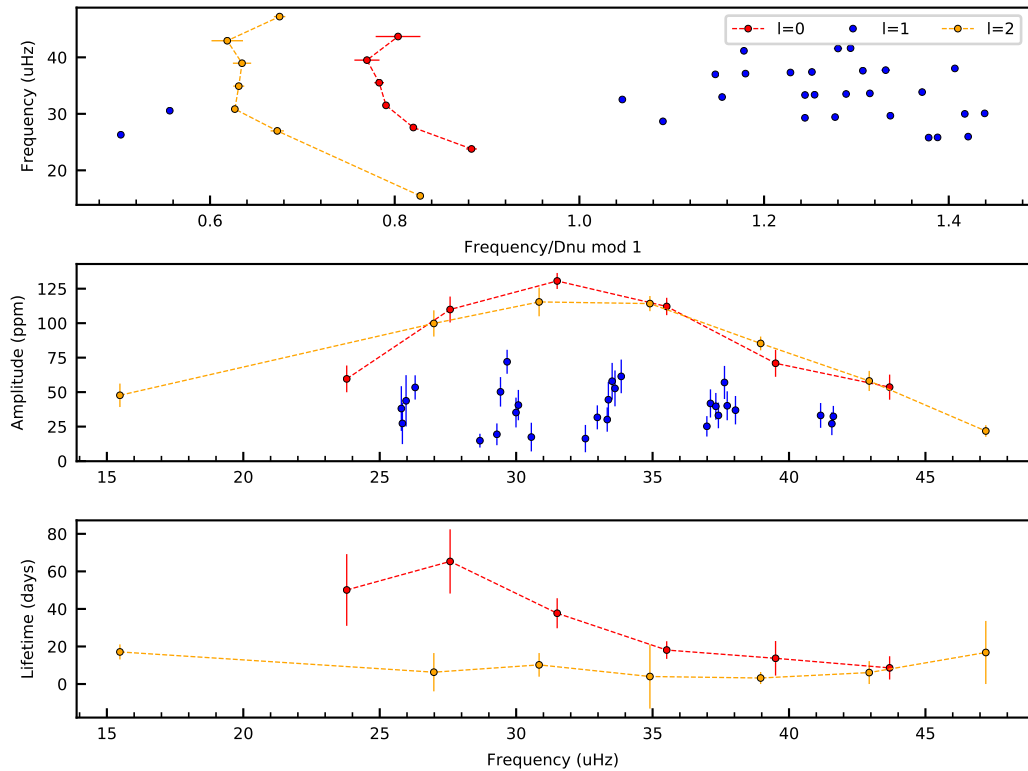 l=0 l=1 l=2
Frequency (uHz)
40
30
20
0.6 0.8 1.0 1.2 1.4
Frequency/Dnu mod 1
Amplitude (ppm)
125
100
75
50
25
0
15 20 25 30 35 40 45
Lifetime (days)
80
60
40
20
0
15 20 25 30 35 40 45
Frequency (uHz)